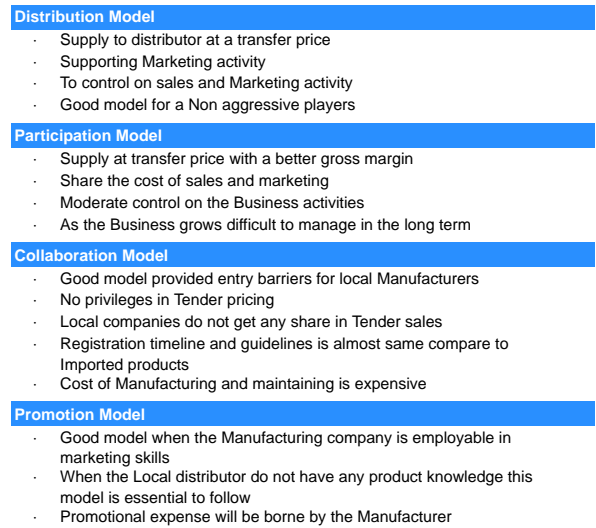 Distribution Model
· Supply to distributor at a transfer price
· Supporting Marketing activity
· To control on sales and Marketing activity
· Good model for a Non aggressive players
Participation Model
· Supply at transfer price with a better gross margin
· Share the cost of sales and marketing
· Moderate control on the Business activities
· As the Business grows difficult to manage in the long term
Collaboration Model
· Good model provided entry barriers for local Manufacturers
· No privileges in Tender pricing
· Local companies do not get any share in Tender sales
· Registration timeline and guidelines is almost same compare to
Imported products
· Cost of Manufacturing and maintaining is expensive
Promotion Model
· Good model when the Manufacturing company is employable in
marketing skills
· When the Local distributor do not have any product knowledge this
model is essential to follow
· Promotional expense will be borne by the Manufacturer